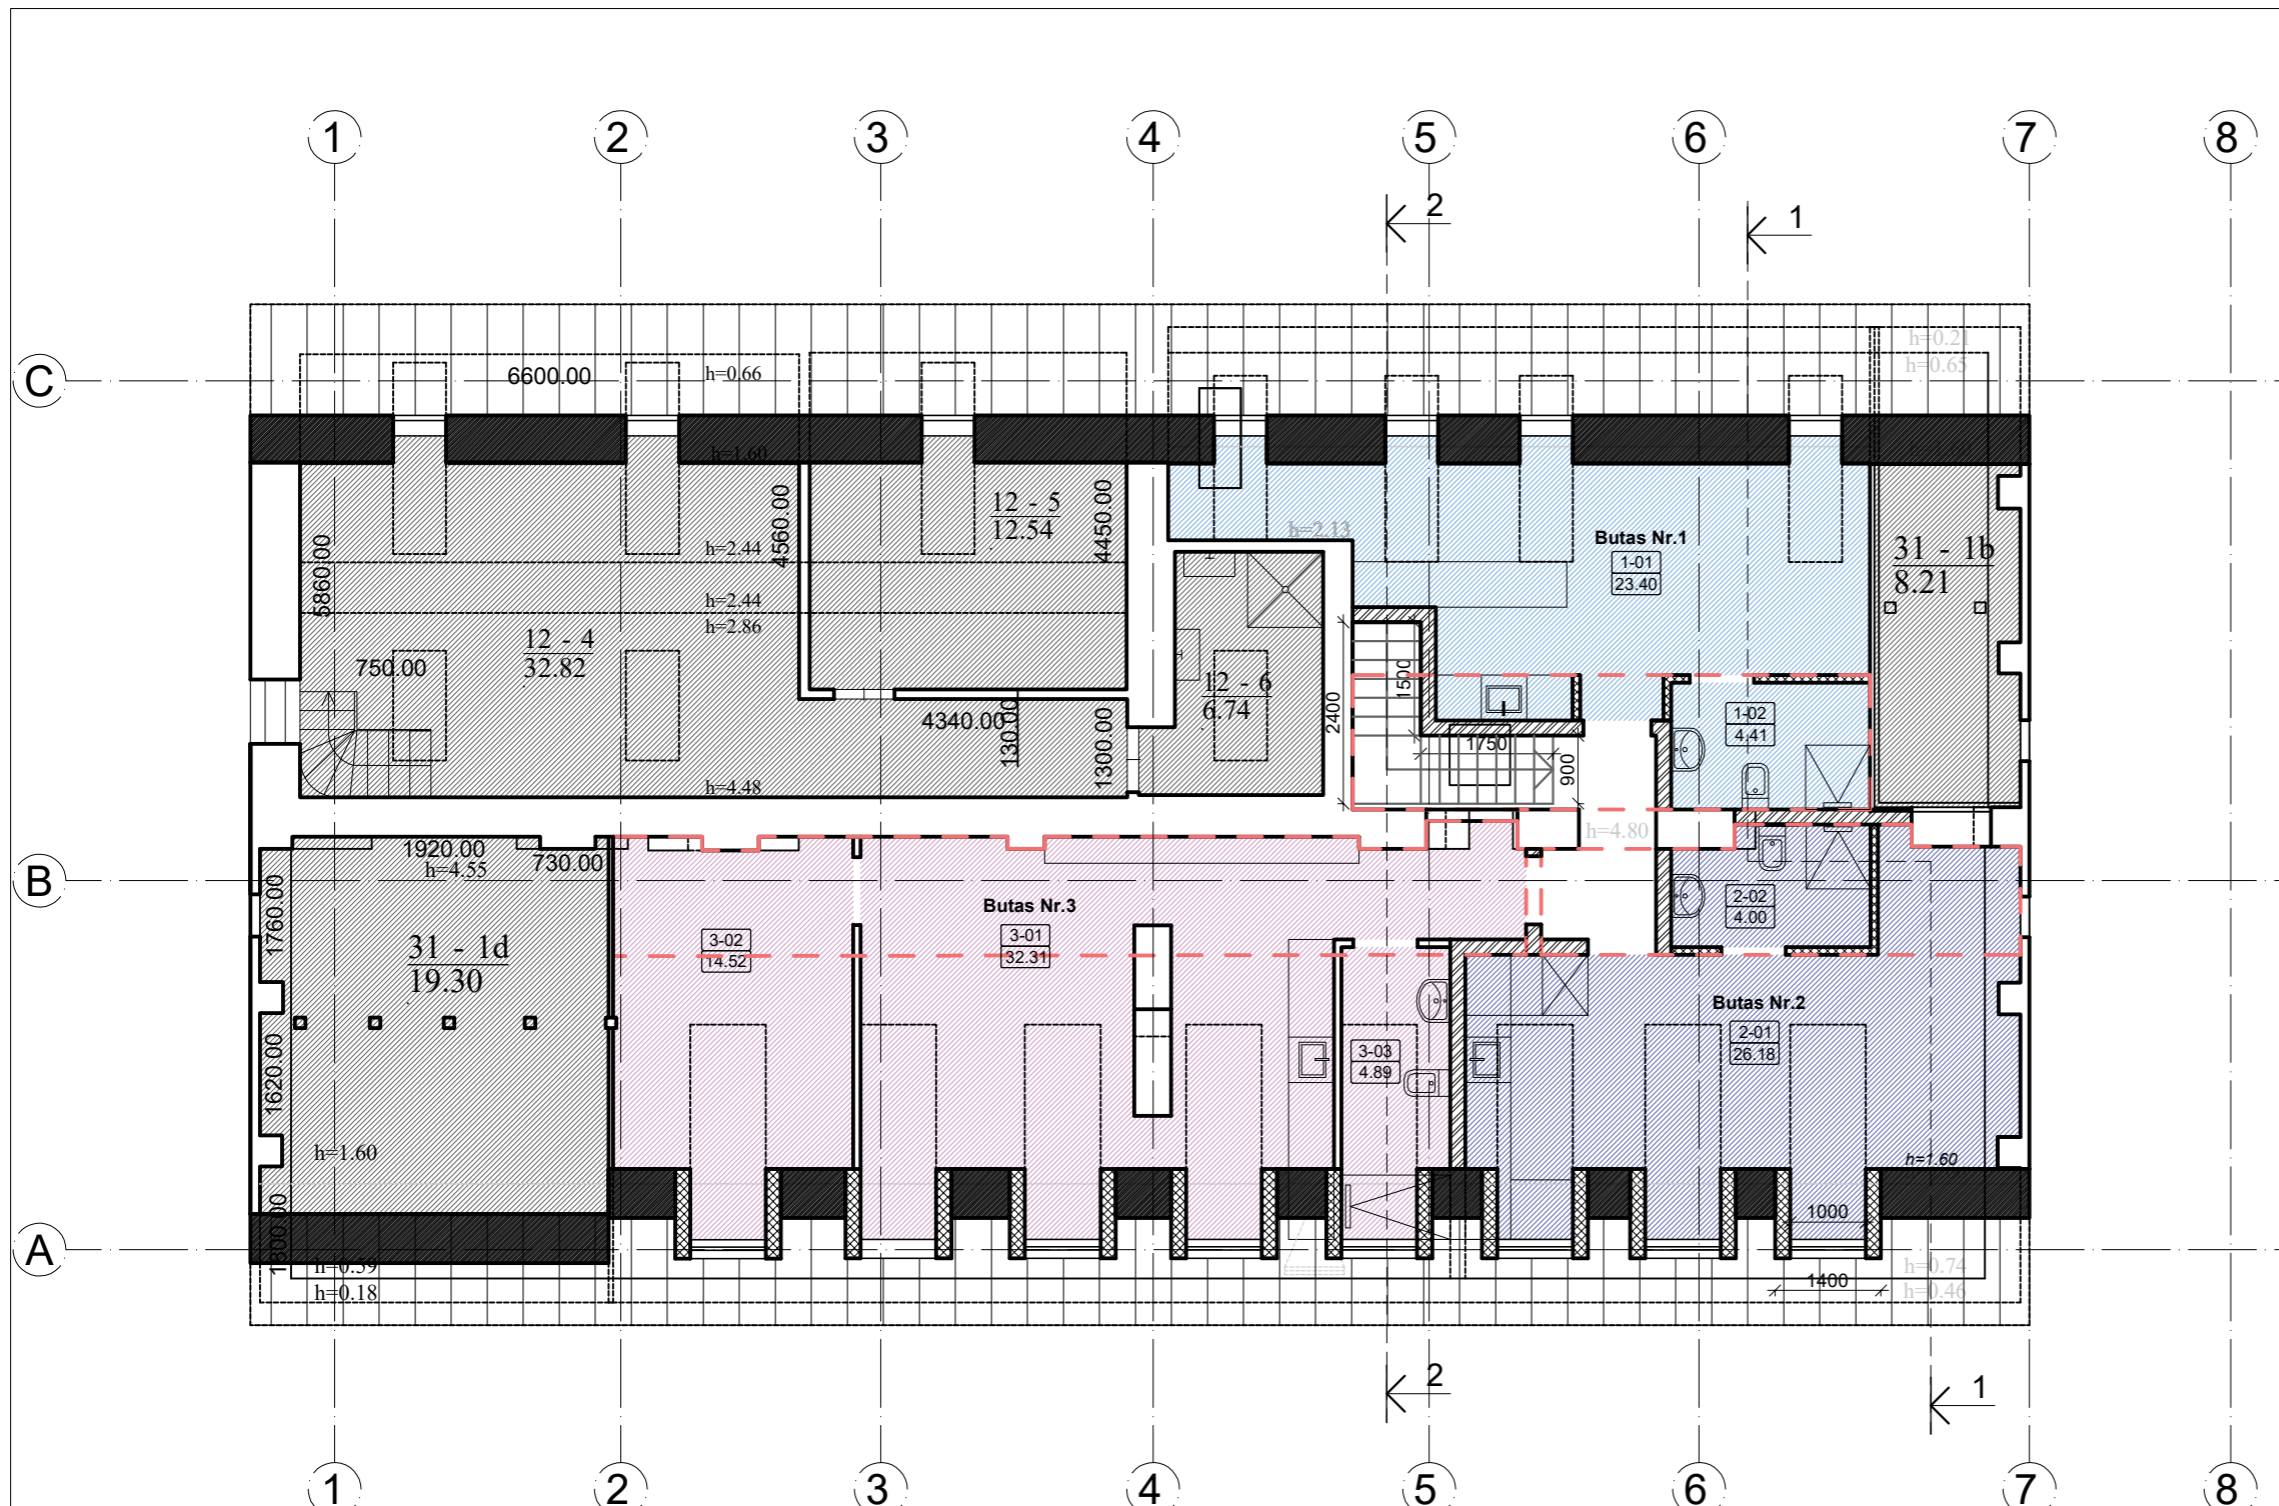 1 2 3 4 5 6 7 8
2
1
C
6600.00
h=0.66
h=0.21
h=0.65
h=1.60
4560.00
12 - 5
12.54
4450.00
h=2.13
Butas Nr.1
1-01
23.40
31 - 1b
8.21
5860.00
h=2.44
h=2.44
h=2.86
12 - 4
32.82
750.00
12 - 6
6.74
4340.00
130.00
1300.00
h=4.48
2400
1500
1750
900
1-02
4.41
h=4.80
B
1920.00
h=4.55
730.00
1760.00
31 - 1d
19.30
1620.00
h=1.60
1800.00
Butas Nr.3
3-02
14.52
3-01
32.31
3-03
4.89
2-02
4.00
Butas Nr.2
2-01
26.18
h=1.60
1000
A
h=0.59
h=0.18
h=0.74
h=0.46
1400
2
1
1 2 3 4 5 6 7 8